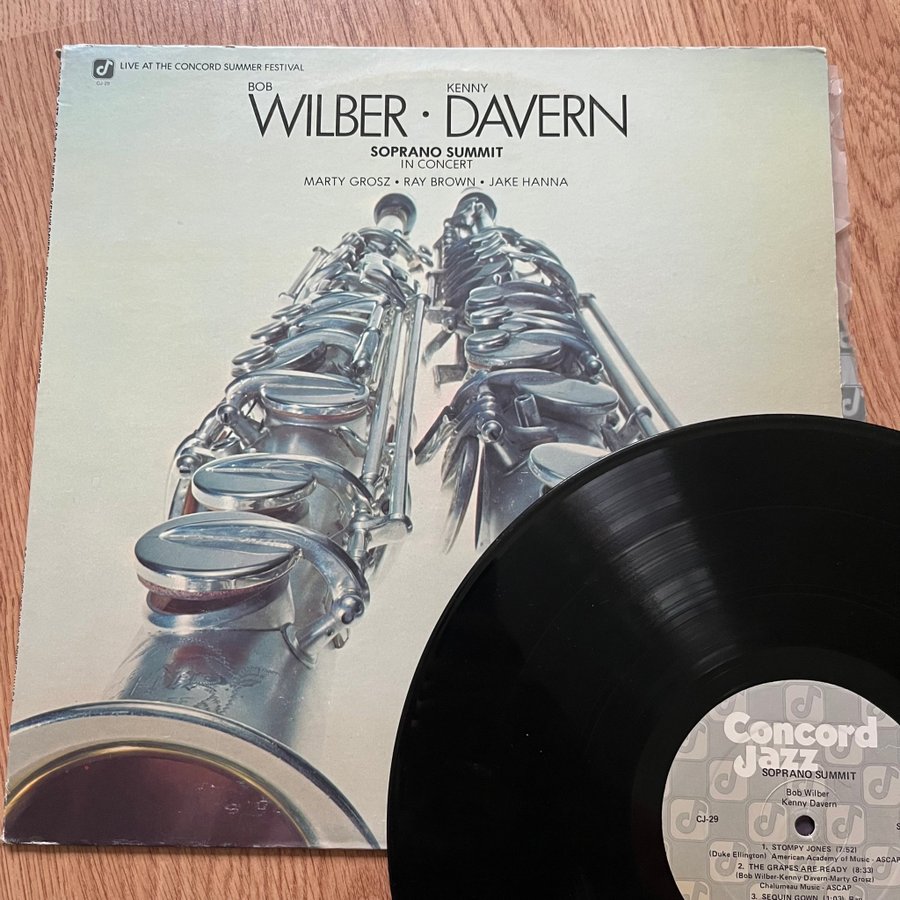 LIVE AT THE CONCORD SUMMER FESTIVAL
CJ-29
BOB
WILBER •
KENNY
DAVERN
SOPRANO SUMMIT
IN CONCERT
MARTY GROSZ • RAY BROWN • JAKE HANNA
Concord
Jazz
SOPRANO SUMMIT
Bob Wilber
Kenny Davern
CJ-29
1. STOMPY JONES (7:52)
(Duke Ellington) American Academy of Music - ASCAP
2. THE GRAPES ARE READY (8:33)
(Bob Wilber-Kenny Davern-Marty Grosz)
Chalumeau Music - ASCAP
3. SEQUIN GOWN (1:03)